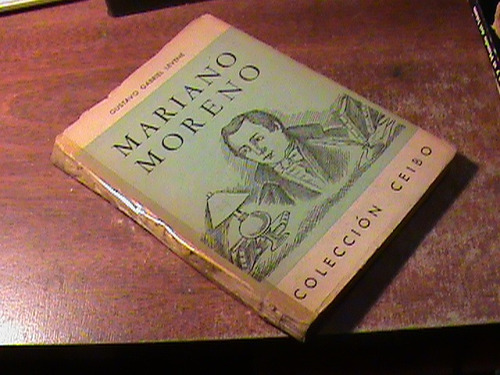 GUSTAVO GABRIEL LEVENE
MARIANO
MORENO
COLECCIÓN CEIBO